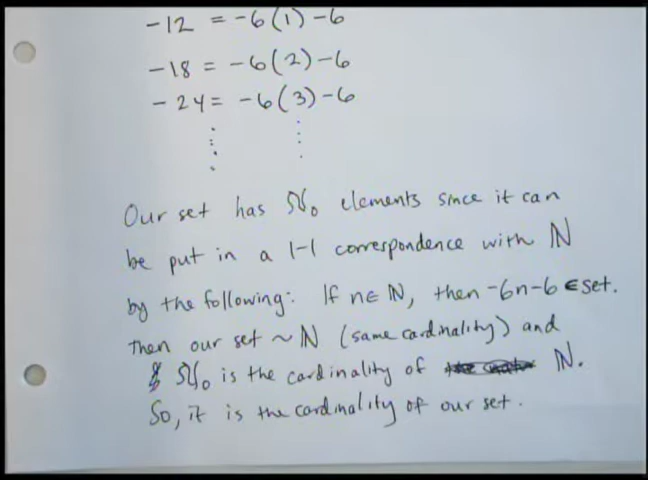 -12 = -6(1)-6
-18 = -6(2)-6
-24 = -6(3)-6
Our set has ℵ₀ elements since it can
be put in a 1-1 correspondence with ℕ
by the following: If n∈ℕ, then -6n-6 ∈ set.
Then our set ~ ℕ (same cardinality) and
ℵ₀ is the cardinality of ℕ.
So, it is the cardinality of our set.